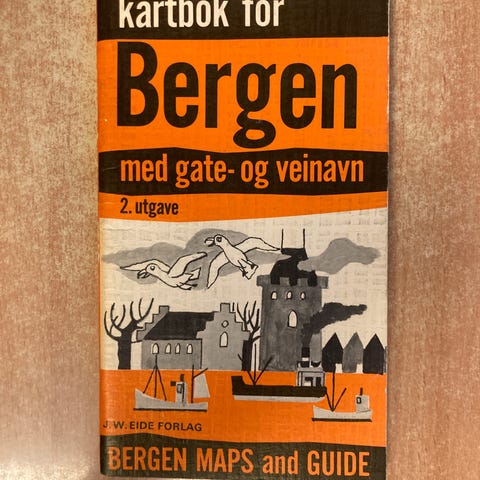 kartbok for
Bergen
med gate- og veinavn
2. utgave
J.W. EIDE FORLAG
BERGEN MAPS and GUIDE